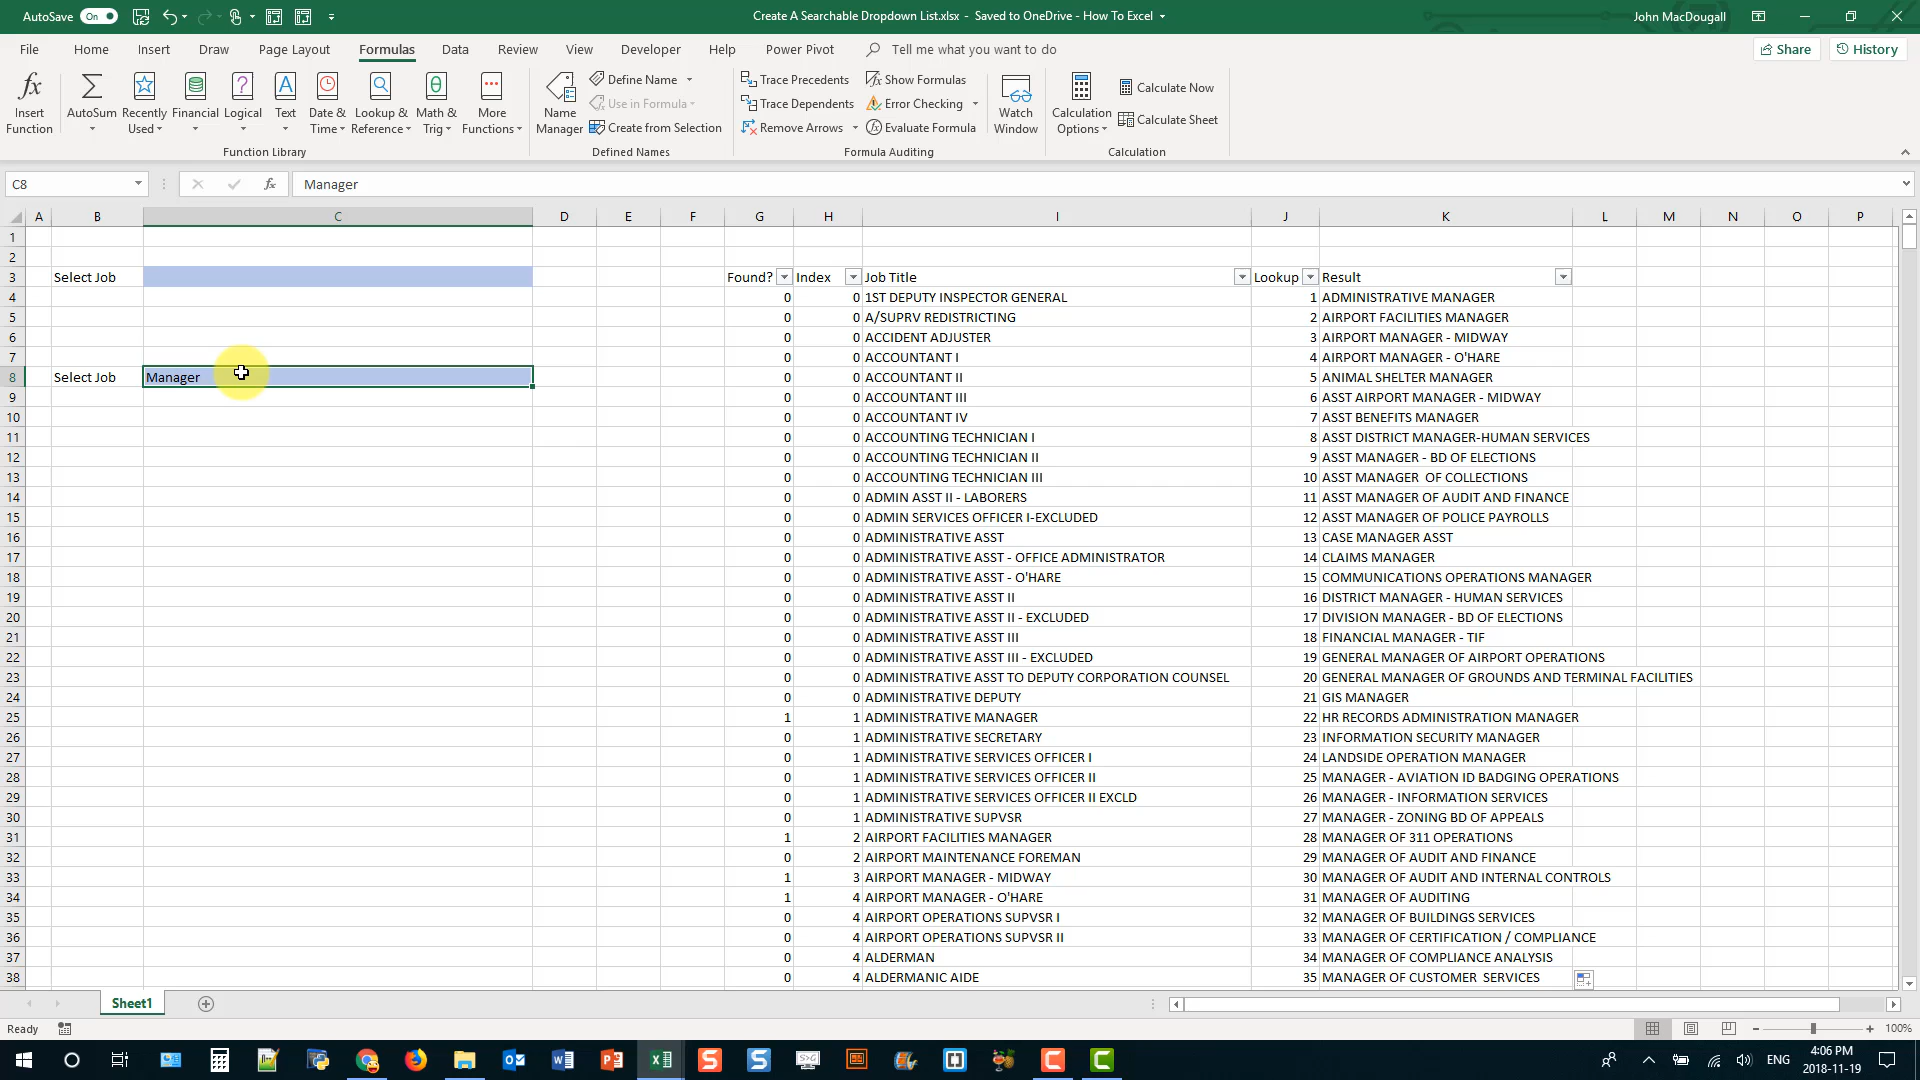 AutoSave On
Create A Searchable Dropdown List.xlsx - Saved to OneDrive - How To Excel
John MacDougall
File Home Insert Draw Page Layout Formulas Data Review View Developer Help Power Pivot Tell me what you want to do
Share History
Insert Function
AutoSum
Recently Used
Financial
Logical
Text
Date & Time
Lookup & Reference
Math & Trig
More Functions
Function Library
Name Manager
Define Name
Use in Formula
Create from Selection
Defined Names
Trace Precedents
Trace Dependents
Remove Arrows
Show Formulas
Error Checking
Evaluate Formula
Formula Auditing
Watch Window
Calculation Options
Calculate Now
Calculate Sheet
Calculation
C8 fx Manager
A B C D E F G H I J K L M N O P
1
2
3 Select Job Found? Index Job Title Lookup Result
4 0 0 1ST DEPUTY INSPECTOR GENERAL 1 ADMINISTRATIVE MANAGER
5 0 0 A/SUPRV REDISTRICTING 2 AIRPORT FACILITIES MANAGER
6 0 0 ACCIDENT ADJUSTER 3 AIRPORT MANAGER - MIDWAY
7 0 0 ACCOUNTANT I 4 AIRPORT MANAGER - O'HARE
8 Select Job Manager 0 0 ACCOUNTANT II 5 ANIMAL SHELTER MANAGER
9 0 0 ACCOUNTANT III 6 ASST AIRPORT MANAGER - MIDWAY
10 0 0 ACCOUNTANT IV 7 ASST BENEFITS MANAGER
11 0 0 ACCOUNTING TECHNICIAN I 8 ASST DISTRICT MANAGER-HUMAN SERVICES
12 0 0 ACCOUNTING TECHNICIAN II 9 ASST MANAGER - BD OF ELECTIONS
13 0 0 ACCOUNTING TECHNICIAN III 10 ASST MANAGER OF COLLECTIONS
14 0 0 ADMIN ASST II - LABORERS 11 ASST MANAGER OF AUDIT AND FINANCE
15 0 0 ADMIN SERVICES OFFICER I-EXCLUDED 12 ASST MANAGER OF POLICE PAYROLLS
16 0 0 ADMINISTRATIVE ASST 13 CASE MANAGER ASST
17 0 0 ADMINISTRATIVE ASST - OFFICE ADMINISTRATOR 14 CLAIMS MANAGER
18 0 0 ADMINISTRATIVE ASST - O'HARE 15 COMMUNICATIONS OPERATIONS MANAGER
19 0 0 ADMINISTRATIVE ASST II 16 DISTRICT MANAGER - HUMAN SERVICES
20 0 0 ADMINISTRATIVE ASST II - EXCLUDED 17 DIVISION MANAGER - BD OF ELECTIONS
21 0 0 ADMINISTRATIVE ASST III 18 FINANCIAL MANAGER - TIF
22 0 0 ADMINISTRATIVE ASST III - EXCLUDED 19 GENERAL MANAGER OF AIRPORT OPERATIONS
23 0 0 ADMINISTRATIVE ASST TO DEPUTY CORPORATION COUNSEL 20 GENERAL MANAGER OF GROUNDS AND TERMINAL FACILITIES
24 0 0 ADMINISTRATIVE DEPUTY 21 GIS MANAGER
25 1 1 ADMINISTRATIVE MANAGER 22 HR RECORDS ADMINISTRATION MANAGER
26 0 1 ADMINISTRATIVE SECRETARY 23 INFORMATION SECURITY MANAGER
27 0 1 ADMINISTRATIVE SERVICES OFFICER I 24 LANDSIDE OPERATION MANAGER
28 0 1 ADMINISTRATIVE SERVICES OFFICER II 25 MANAGER - AVIATION ID BADGING OPERATIONS
29 0 1 ADMINISTRATIVE SERVICES OFFICER II EXCLD 26 MANAGER - INFORMATION SERVICES
30 0 1 ADMINISTRATIVE SUPVSR 27 MANAGER - ZONING BD OF APPEALS
31 1 2 AIRPORT FACILITIES MANAGER 28 MANAGER OF 311 OPERATIONS
32 0 2 AIRPORT MAINTENANCE FOREMAN 29 MANAGER OF AUDIT AND FINANCE
33 1 3 AIRPORT MANAGER - MIDWAY 30 MANAGER OF AUDIT AND INTERNAL CONTROLS
34 1 4 AIRPORT MANAGER - O'HARE 31 MANAGER OF AUDITING
35 0 4 AIRPORT OPERATIONS SUPVSR I 32 MANAGER OF BUILDINGS SERVICES
36 0 4 AIRPORT OPERATIONS SUPVSR II 33 MANAGER OF CERTIFICATION / COMPLIANCE
37 0 4 ALDERMAN 34 MANAGER OF COMPLIANCE ANALYSIS
38 0 4 ALDERMANIC AIDE 35 MANAGER OF CUSTOMER SERVICES
Sheet1
Ready 100%
ENG 4:06 PM
2018-11-19